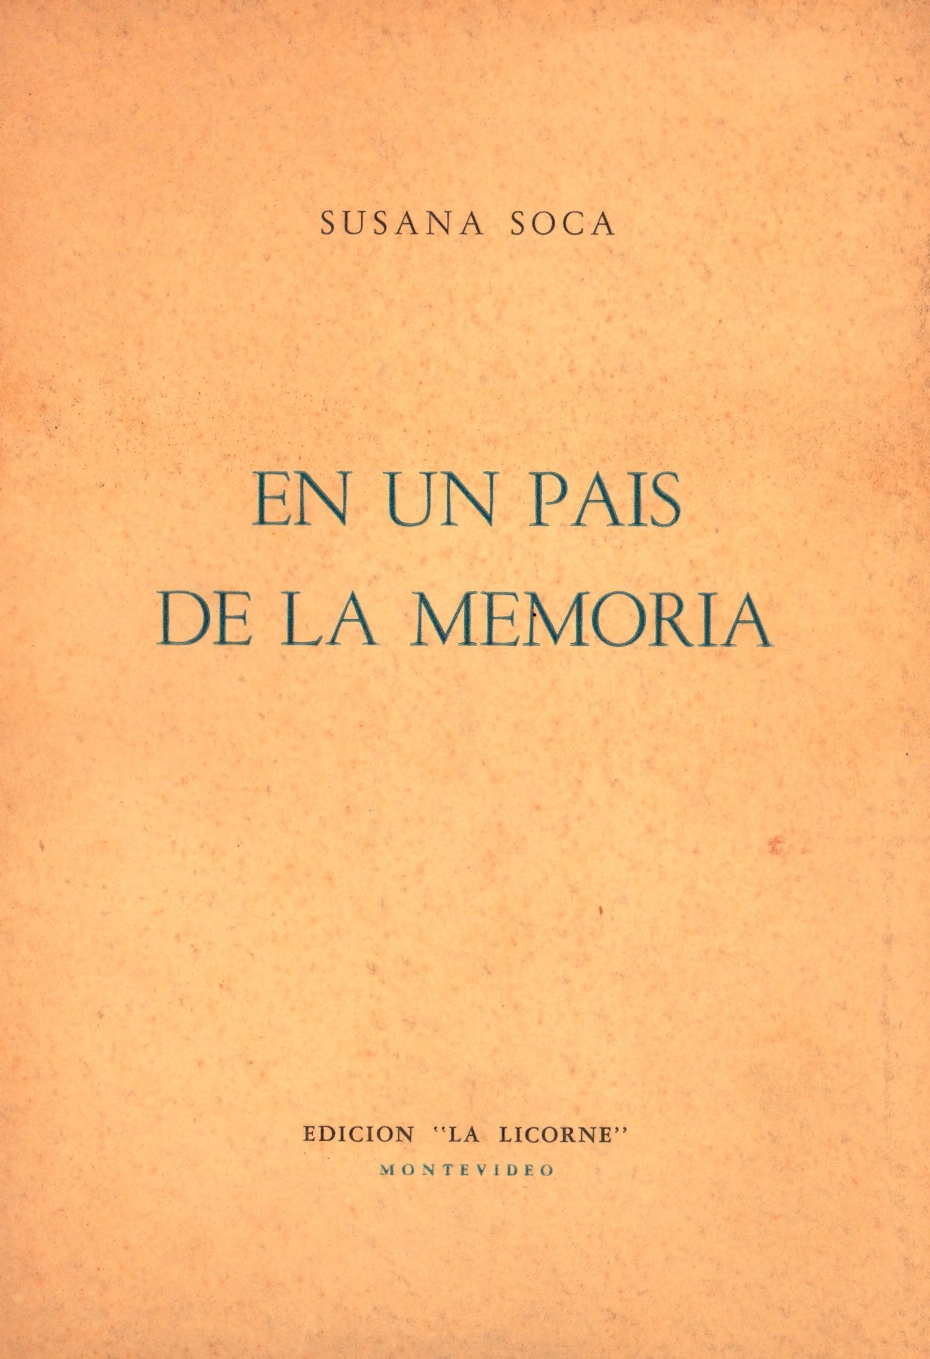 SUSANA SOCA
EN UN PAIS
DE LA MEMORIA
EDICION "LA LICORNE"
MONTEVIDEO